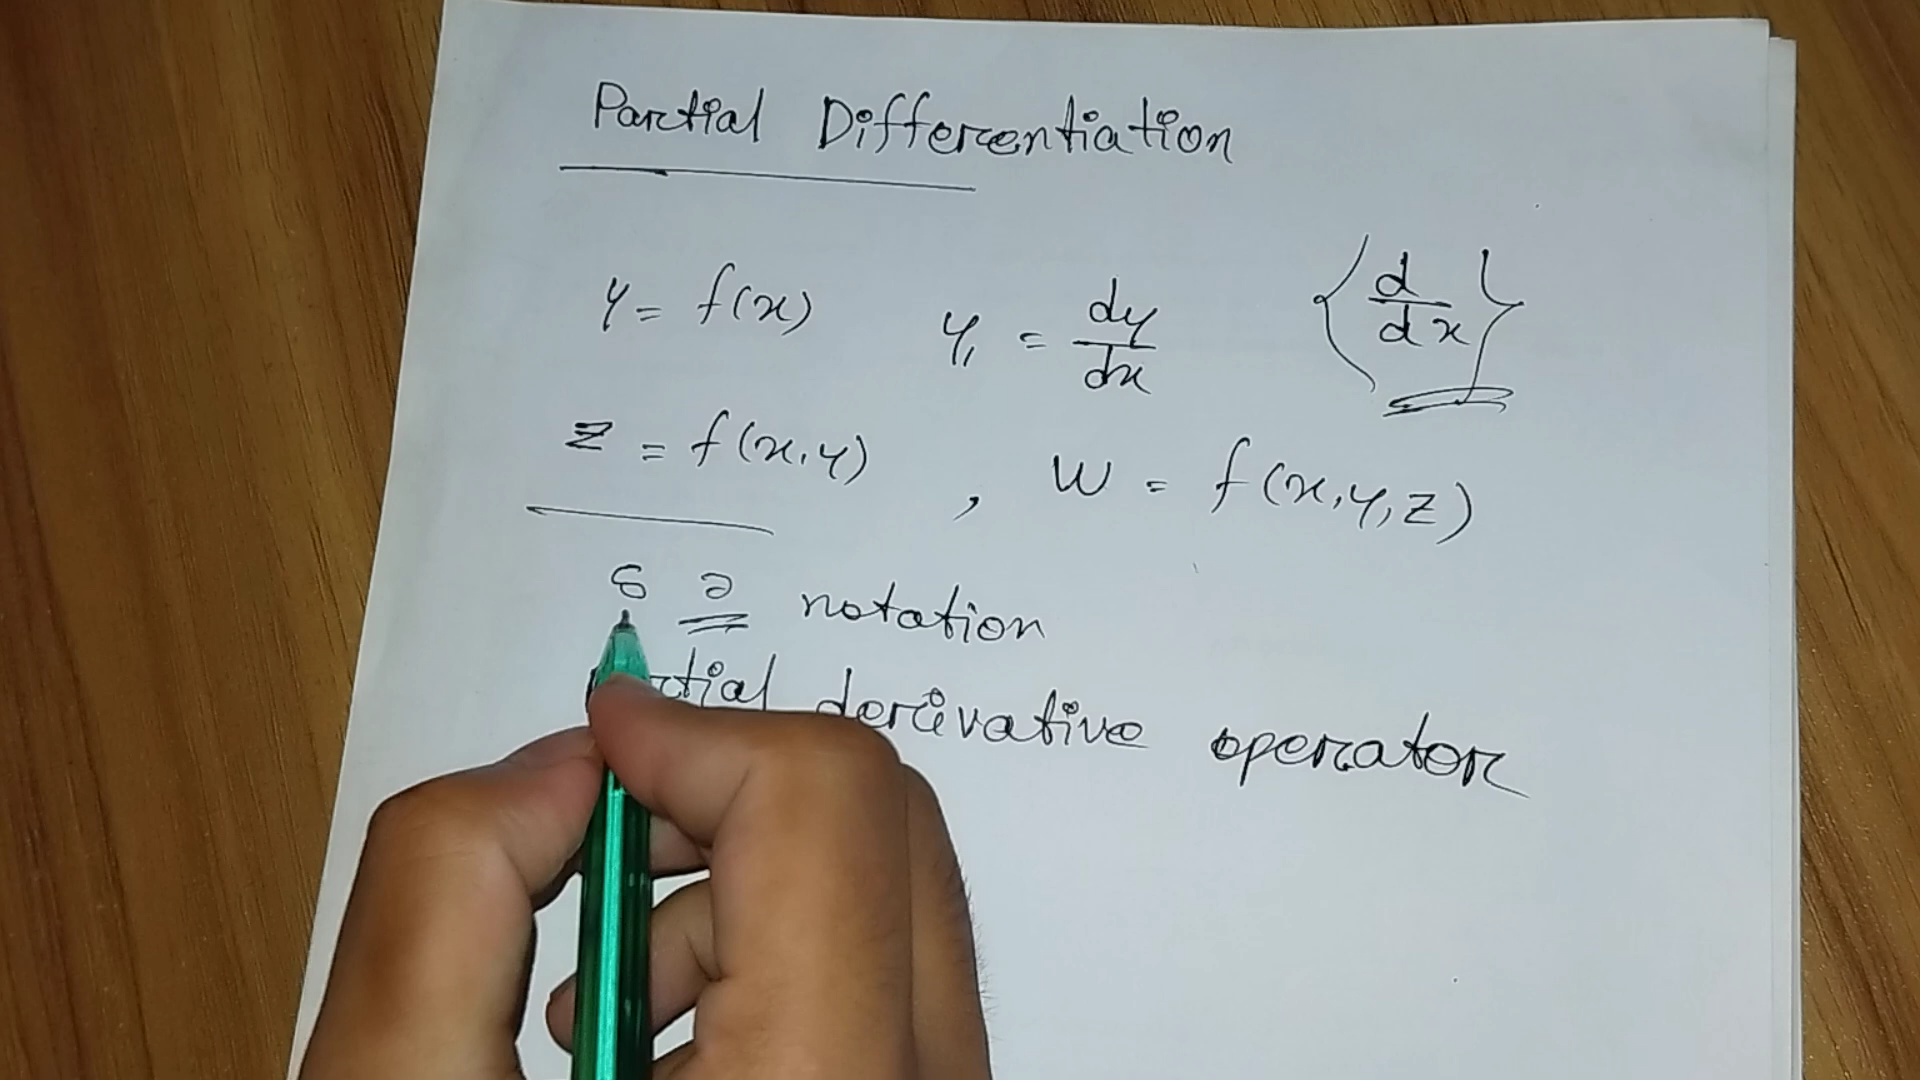 Partial Differentiation
y = f(x) y₁ = dy/dx {d/dx}
z = f(x,y) , w = f(x,y,z)
δ ∂ notation
derivative operator